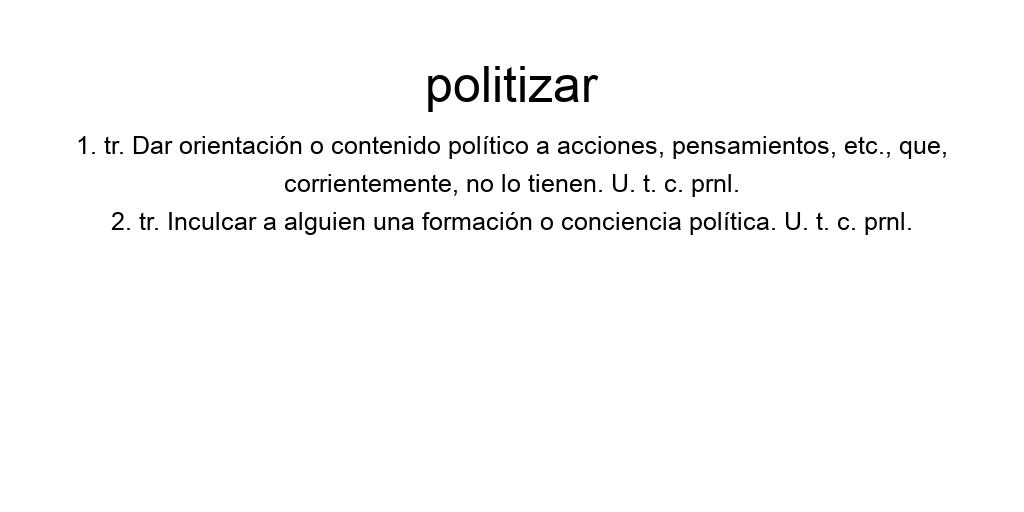 politizar
1. tr. Dar orientación o contenido político a acciones, pensamientos, etc., que,
corrientemente, no lo tienen. U. t. c. prnl.
2. tr. Inculcar a alguien una formación o conciencia política. U. t. c. prnl.